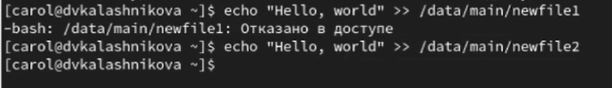 [carol@dvkalashnikova ~]$ echo "Hello, world" >> /data/main/newfile1
-bash: /data/main/newfile1: Отказано в доступе
[carol@dvkalashnikova ~]$ echo "Hello, world" >> /data/main/newfile2
[carol@dvkalashnikova ~]$